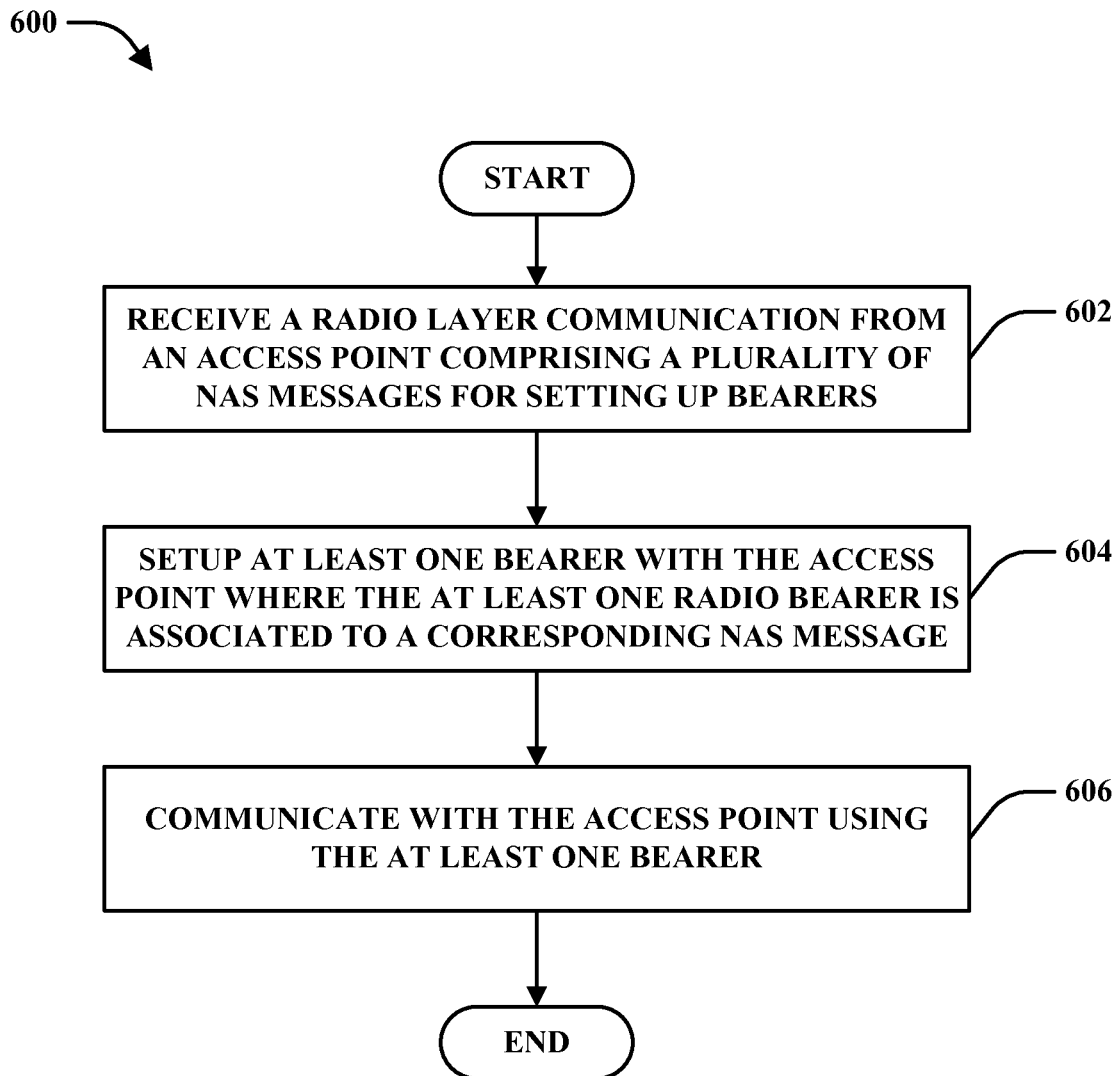 600
START
RECEIVE A RADIO LAYER COMMUNICATION FROM
AN ACCESS POINT COMPRISING A PLURALITY OF
NAS MESSAGES FOR SETTING UP BEARERS
602
SETUP AT LEAST ONE BEARER WITH THE ACCESS
POINT WHERE THE AT LEAST ONE RADIO BEARER IS
ASSOCIATED TO A CORRESPONDING NAS MESSAGE
604
COMMUNICATE WITH THE ACCESS POINT USING
THE AT LEAST ONE BEARER
606
END